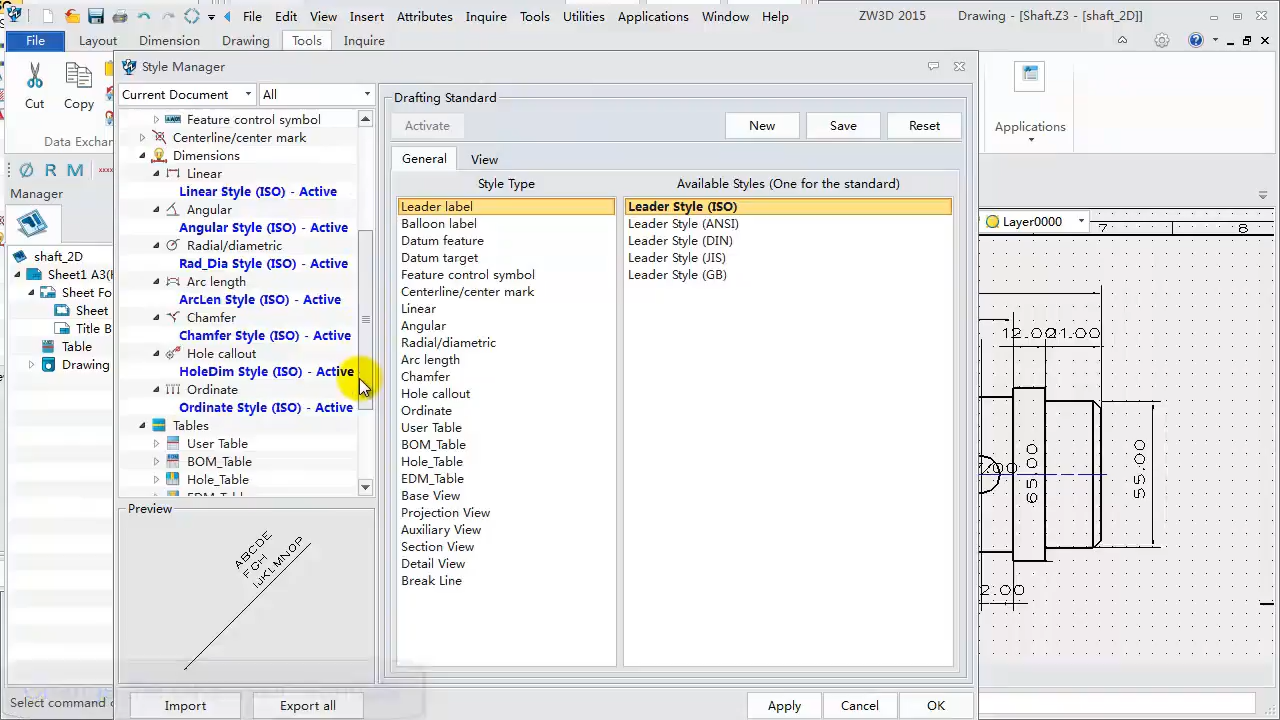 File Edit View Insert Attributes Inquire Tools Utilities Applications Window Help ZW3D 2015 Drawing - [Shaft.Z3 - [shaft_2D]]
File Layout Dimension Drawing Tools Inquire
Style Manager
Cut Copy
Data Exchan
Applications
Current Document All
Drafting Standard
Activate New Save Reset
General View
Style Type Available Styles (One for the standard)
Feature control symbol
Centerline/center mark
Dimensions
Linear
Linear Style (ISO) - Active
Angular
Angular Style (ISO) - Active
Radial/diametric
Rad_Dia Style (ISO) - Active
Arc length
ArcLen Style (ISO) - Active
Chamfer
Chamfer Style (ISO) - Active
Hole callout
HoleDim Style (ISO) - Active
Ordinate
Ordinate Style (ISO) - Active
Tables
User Table
BOM_Table
Hole_Table
Leader label
Balloon label
Datum feature
Datum target
Feature control symbol
Centerline/center mark
Linear
Angular
Radial/diametric
Arc length
Chamfer
Hole callout
Ordinate
User Table
BOM_Table
Hole_Table
EDM_Table
Base View
Projection View
Auxiliary View
Section View
Detail View
Break Line
Leader Style (ISO)
Leader Style (ANSI)
Leader Style (DIN)
Leader Style (JIS)
Leader Style (GB)
Ø R M
Manager
shaft_2D
Sheet1 A3(H
Sheet Fo
Sheet
Title B
Table
Drawing
Preview
ABCDE
Layer0000
7 8
65.00
55.00
2.00
Import Export all Apply Cancel OK
Select command o